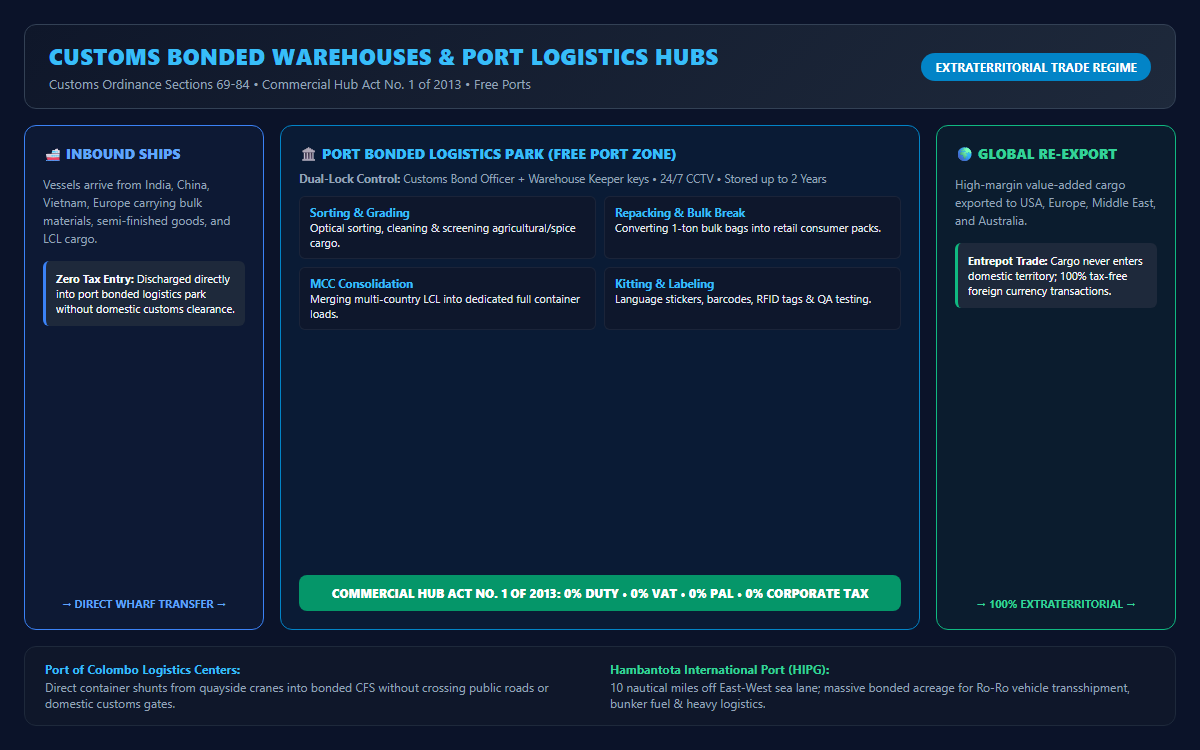 CUSTOMS BONDED WAREHOUSES & PORT LOGISTICS HUBS
Customs Ordinance Sections 69-84 • Commercial Hub Act No. 1 of 2013 • Free Ports
EXTRATERRITORIAL TRADE REGIME
INBOUND SHIPS
Vessels arrive from India, China,
Vietnam, Europe carrying bulk
materials, semi-finished goods, and
LCL cargo.
Zero Tax Entry: Discharged directly
into port bonded logistics park
without domestic customs clearance.
→ DIRECT WHARF TRANSFER →
PORT BONDED LOGISTICS PARK (FREE PORT ZONE)
Dual-Lock Control: Customs Bond Officer + Warehouse Keeper keys • 24/7 CCTV • Stored up to 2 Years
Sorting & Grading
Optical sorting, cleaning & screening agricultural/spice
cargo.
Repacking & Bulk Break
Converting 1-ton bulk bags into retail consumer packs.
MCC Consolidation
Merging multi-country LCL into dedicated full container
loads.
Kitting & Labeling
Language stickers, barcodes, RFID tags & QA testing.
COMMERCIAL HUB ACT NO. 1 OF 2013: 0% DUTY • 0% VAT • 0% PAL • 0% CORPORATE TAX
GLOBAL RE-EXPORT
High-margin value-added cargo
exported to USA, Europe, Middle East,
and Australia.
Entrepot Trade: Cargo never enters
domestic territory; 100% tax-free
foreign currency transactions.
→ 100% EXTRATERRITORIAL →
Port of Colombo Logistics Centers:
Direct container shunts from quayside cranes into bonded CFS without crossing public roads or
domestic customs gates.
Hambantota International Port (HIPG):
10 nautical miles off East-West sea lane; massive bonded acreage for Ro-Ro vehicle transshipment,
bunker fuel & heavy logistics.